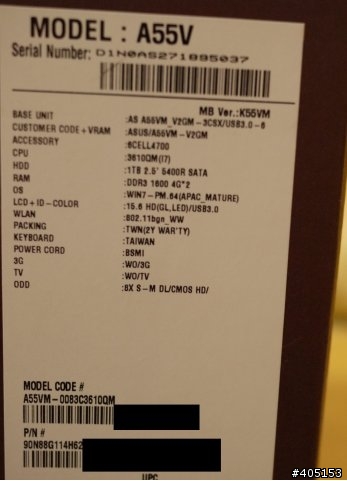 MODEL : A55V
Serial Number: D1N0AS271895037
MB Ver.:K55VM
BASE UNIT :AS A55VM_V2GM-3CSX/USB3.0-6
CUSTOMER CODE+VRAM :ASUS/A55VM-V2GM
ACCESSORY :6CELL4700
CPU :3610QM(I7)
HDD :1TB 2.5' 5400R SATA
RAM :DDR3 1600 4G*2
OS :WIN7-PM.64(APAC_MATURE)
LCD+ID-COLOR :15.6 HD(GL,LED)/USB3.0
WLAN :802.11bgn_WW
PACKING :TWN(2Y WAR'TY)
KEYBOARD :TAIWAN
POWER CORD :BSMI
3G :WO/3G
TV :WO/TV
ODD :8X S-M DL/CMOS HD/
MODEL CODE #
A55VM-0083C3610QM
P/N #
90N88G114H62
UPC
#405153